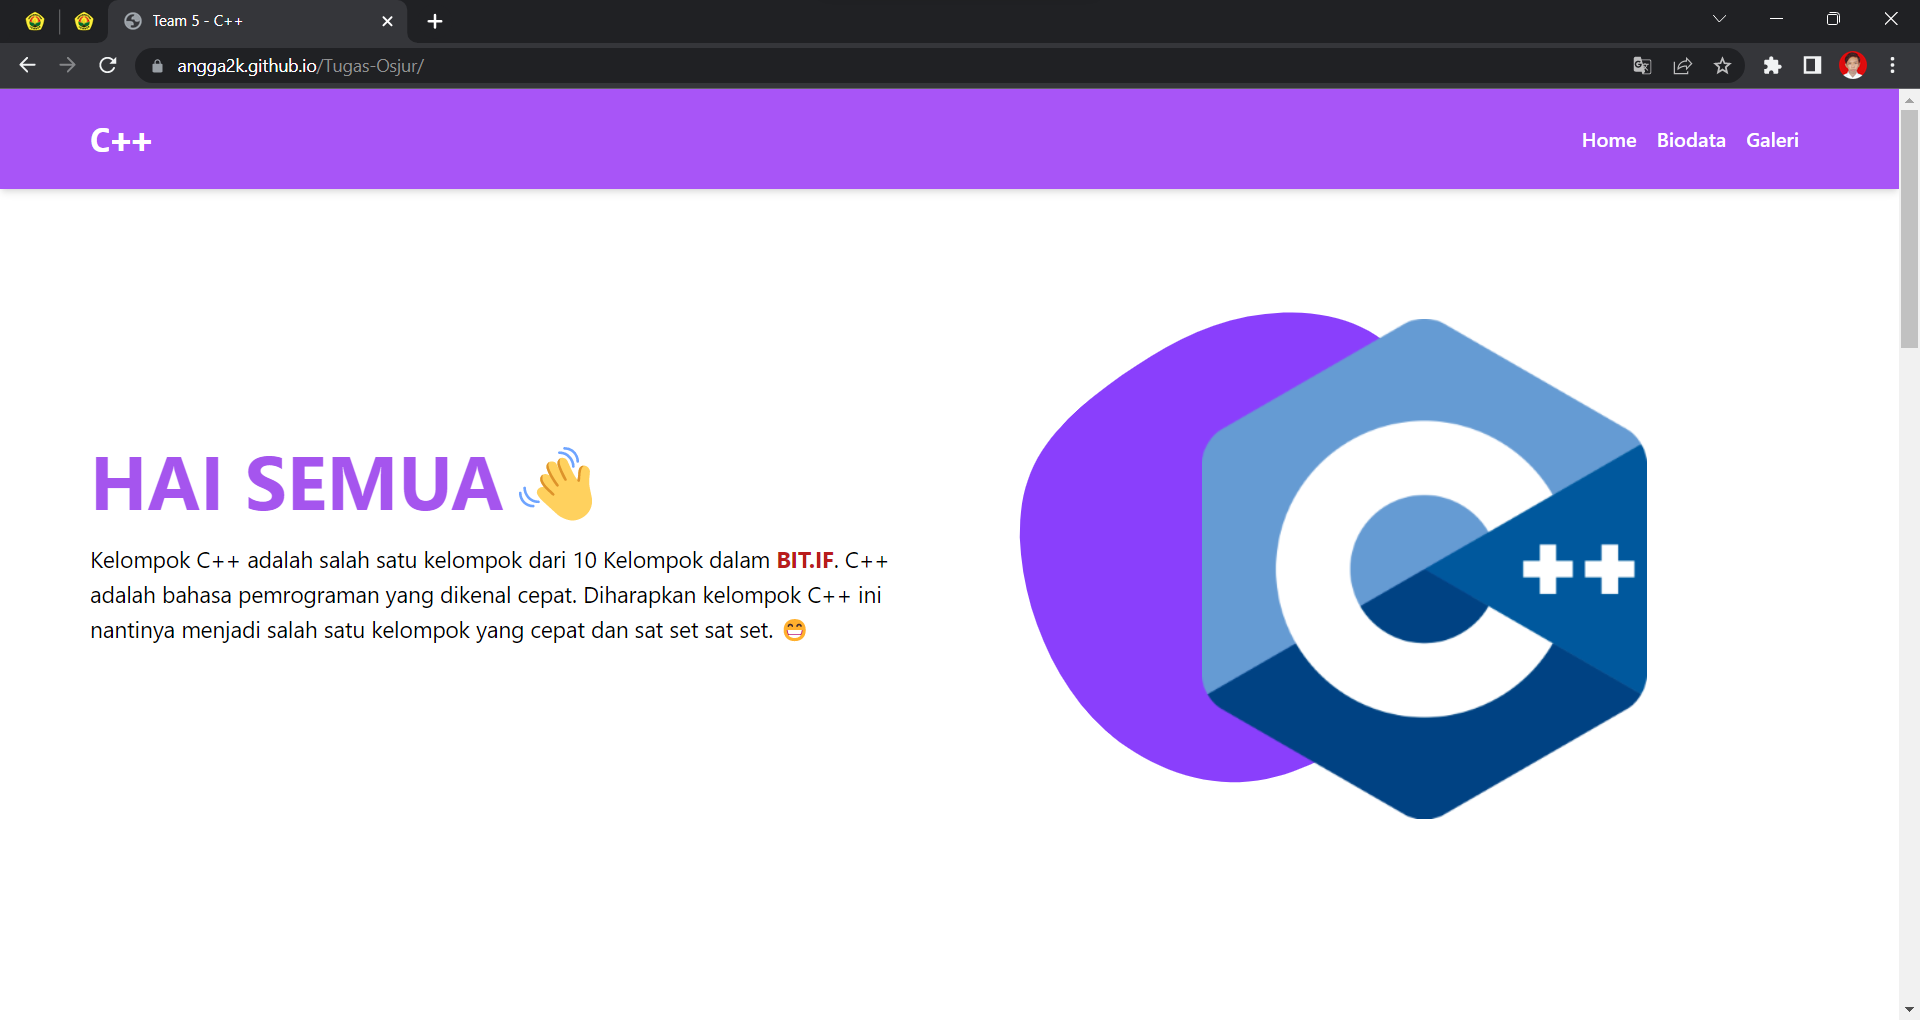 Team 5 - C++
angga2k.github.io/Tugas-Osjur/
C++
Home Biodata Galeri
HAI SEMUA 👋
Kelompok C++ adalah salah satu kelompok dari 10 Kelompok dalam BIT.IF. C++
adalah bahasa pemrograman yang dikenal cepat. Diharapkan kelompok C++ ini
nantinya menjadi salah satu kelompok yang cepat dan sat set sat set. 😁
C++